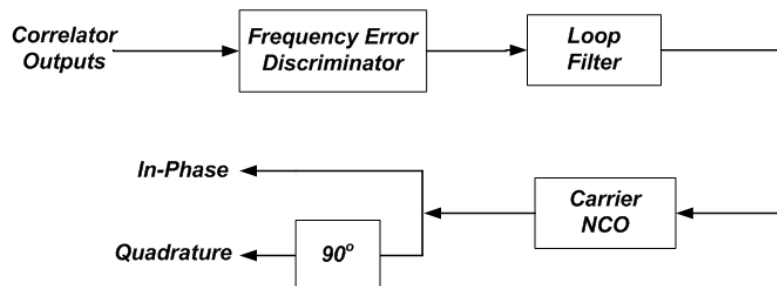 Correlator
Outputs
Frequency Error
Discriminator
Loop
Filter
In-Phase
Carrier
NCO
Quadrature
90°